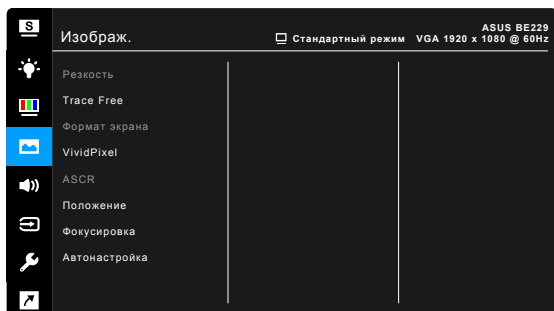 S
ASUS BE229
Изображ.
Стандартный режим VGA 1920 x 1080 @ 60Hz
Резкость
Trace Free
Формат экрана
VividPixel
ASCR
Положение
Фокусировка
Автонастройка